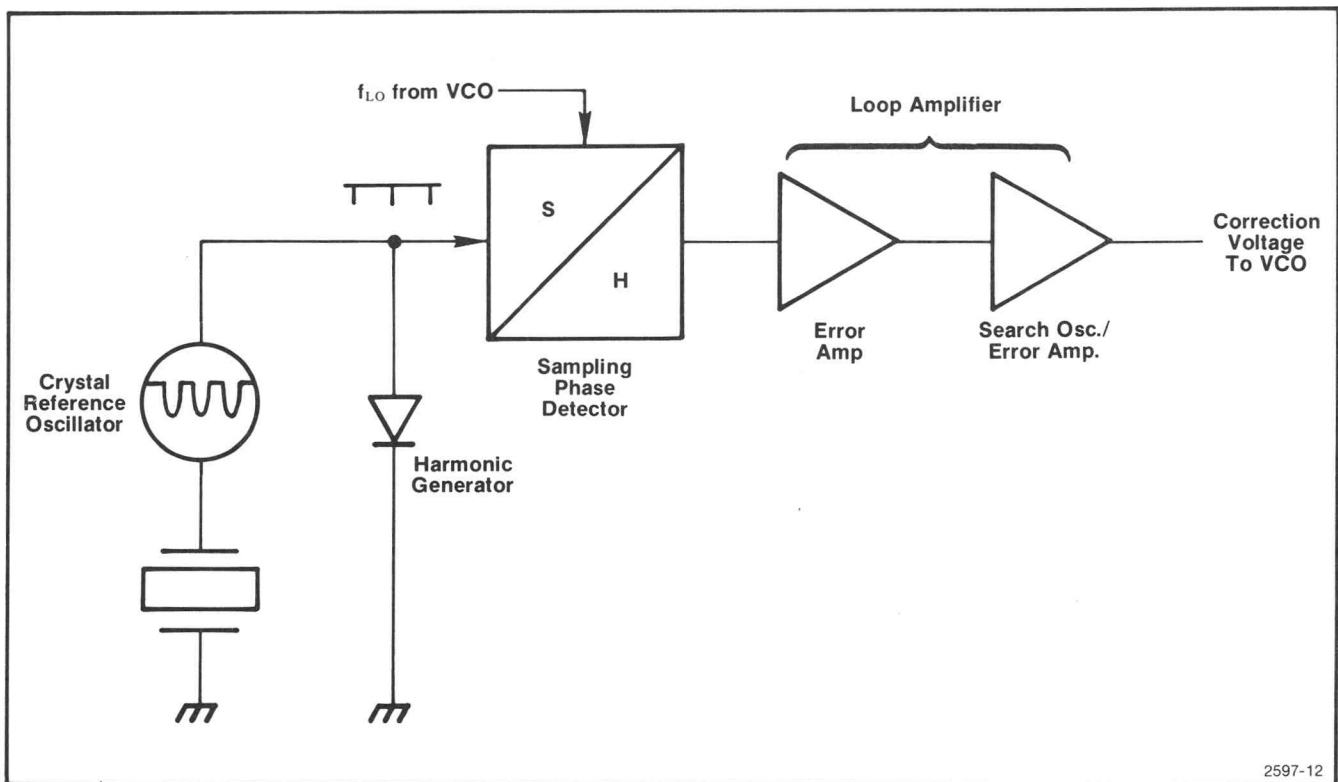 f_LO from VCO
Loop Amplifier
S
H
Correction
Voltage
To VCO
Error
Amp
Search Osc./
Error Amp.
Sampling
Phase
Detector
Crystal
Reference
Oscillator
Harmonic
Generator
2597-12